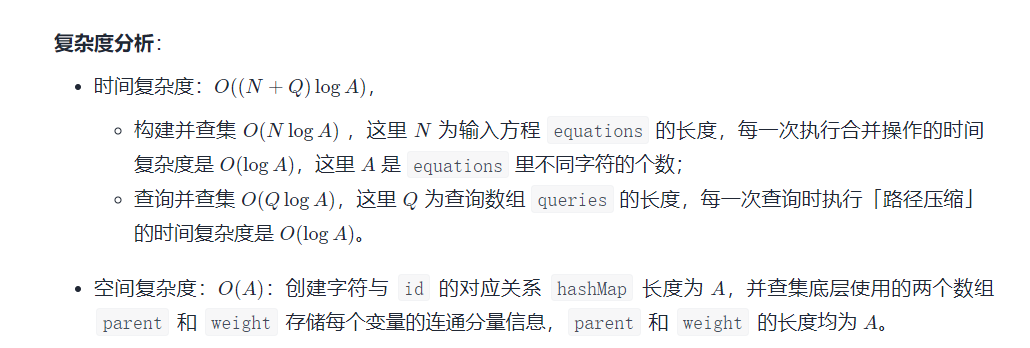 复杂度分析：
• 时间复杂度：O((N + Q) log A)，
○ 构建并查集 O(N log A) ，这里 N 为输入方程 equations 的长度，每一次执行合并操作的时间
复杂度是 O(log A)，这里 A 是 equations 里不同字符的个数；
○ 查询并查集 O(Q log A)，这里 Q 为查询数组 queries 的长度，每一次查询时执行「路径压缩」
的时间复杂度是 O(log A)。
• 空间复杂度：O(A)：创建字符与 id 的对应关系 hashMap 长度为 A，并查集底层使用的两个数组
parent 和 weight 存储每个变量的连通分量信息， parent 和 weight 的长度均为 A。